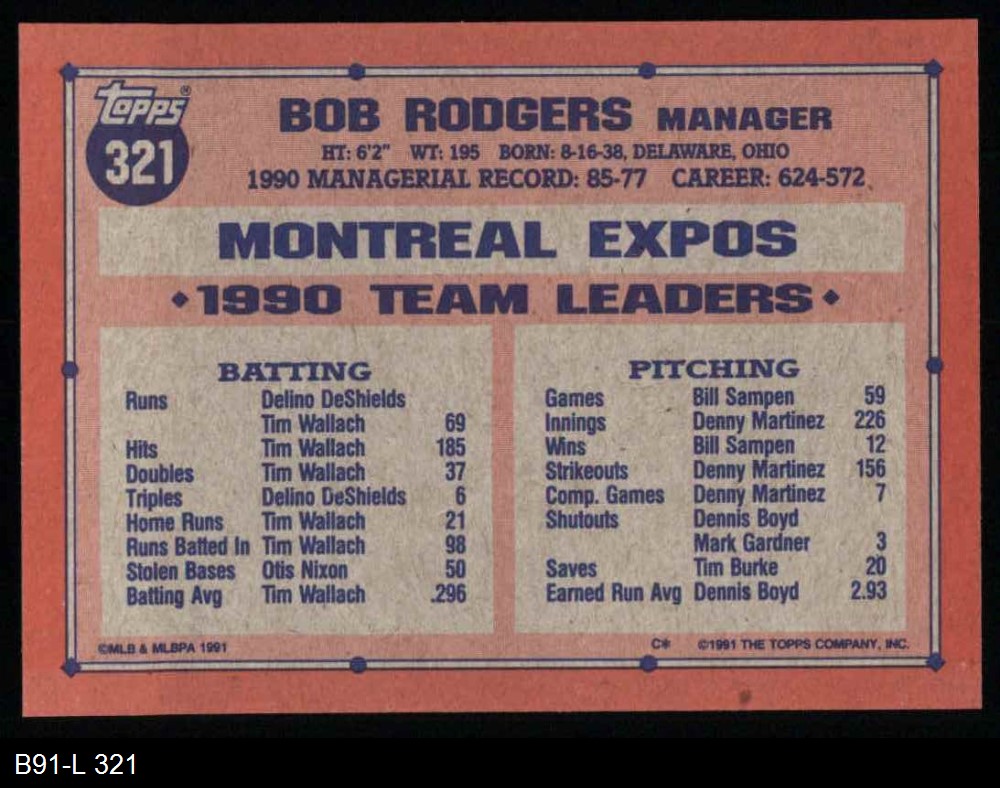 Topps®
321
BOB RODGERS MANAGER
HT: 6'2" WT: 195 BORN: 8-16-38, DELAWARE, OHIO
1990 MANAGERIAL RECORD: 85-77 CAREER: 624-572
MONTREAL EXPOS
♦1990 TEAM LEADERS♦
BATTING
Runs Delino DeShields
Tim Wallach 69
Hits Tim Wallach 185
Doubles Tim Wallach 37
Triples Delino DeShields 6
Home Runs Tim Wallach 21
Runs Batted In Tim Wallach 98
Stolen Bases Otis Nixon 50
Batting Avg Tim Wallach .296
PITCHING
Games Bill Sampen 59
Innings Denny Martinez 226
Wins Bill Sampen 12
Strikeouts Denny Martinez 156
Comp. Games Denny Martinez 7
Shutouts Dennis Boyd
Mark Gardner 3
Saves Tim Burke 20
Earned Run Avg Dennis Boyd 2.93
©MLB & MLBPA 1991
C* ©1991 THE TOPPS COMPANY, INC.
B91-L 321